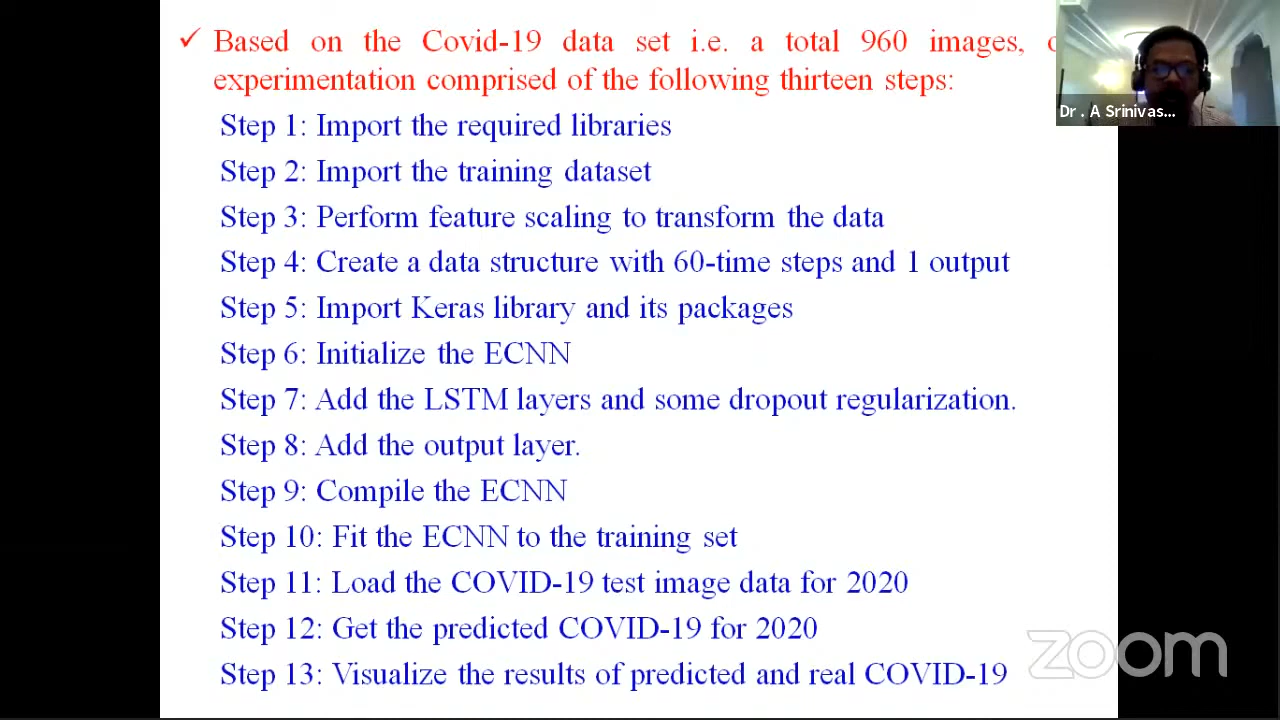 ✓ Based on the Covid-19 data set i.e. a total 960 images,
experimentation comprised of the following thirteen steps:
Step 1: Import the required libraries
Step 2: Import the training dataset
Step 3: Perform feature scaling to transform the data
Step 4: Create a data structure with 60-time steps and 1 output
Step 5: Import Keras library and its packages
Step 6: Initialize the ECNN
Step 7: Add the LSTM layers and some dropout regularization.
Step 8: Add the output layer.
Step 9: Compile the ECNN
Step 10: Fit the ECNN to the training set
Step 11: Load the COVID-19 test image data for 2020
Step 12: Get the predicted COVID-19 for 2020
Step 13: Visualize the results of predicted and real COVID-19
Dr . A Srinivas...
zoom